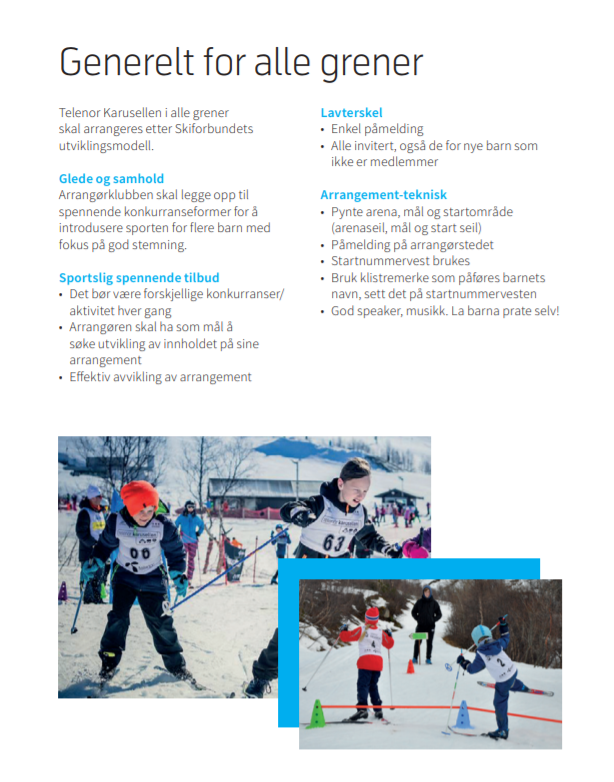 Generelt for alle grener
Telenor Karusellen i alle grener
skal arrangeres etter Skiforbundets
utviklingsmodell.
Glede og samhold
Arrangørklubben skal legge opp til
spennende konkurranseformer for å
introdusere sporten for flere barn med
fokus på god stemning.
Sportslig spennende tilbud
• Det bør være forskjellige konkurranser/
aktivitet hver gang
• Arrangøren skal ha som mål å
søke utvikling av innholdet på sine
arrangement
• Effektiv avvikling av arrangement
Lavterskel
• Enkel påmelding
• Alle invitert, også de for nye barn som
ikke er medlemmer
Arrangement-teknisk
• Pynte arena, mål og startområde
(arenaseil, mål og start seil)
• Påmelding på arrangørstedet
• Startnummervest brukes
• Bruk klistremerke som påføres barnets
navn, sett det på startnummervesten
• God speaker, musikk. La barna prate selv!
66
63
4
2